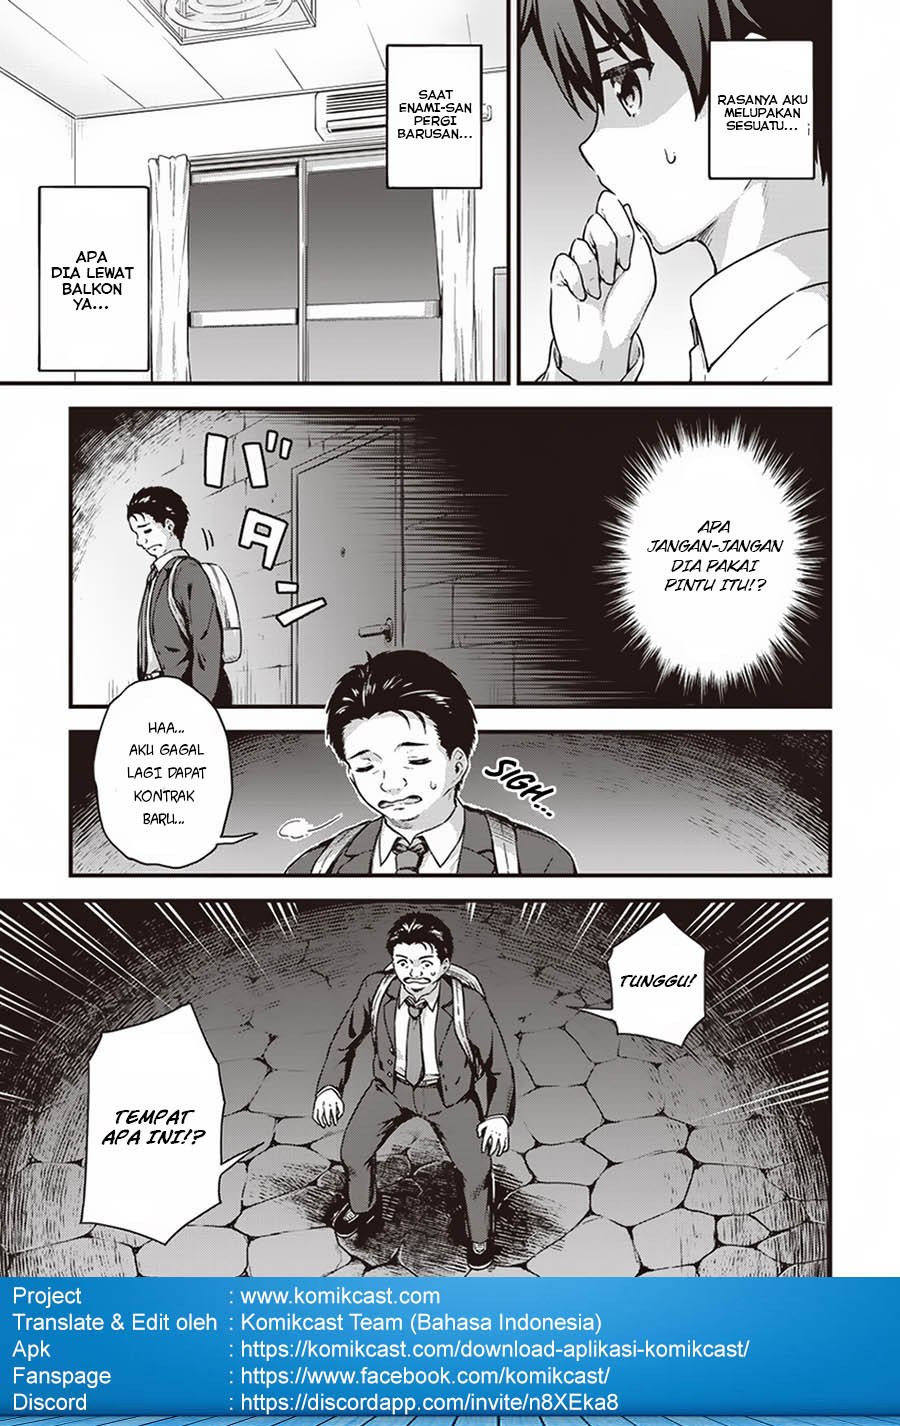 RASANYA AKU
MELUPAKAN
SESUATU...
SAAT
ENAMI-SAN
PERGI
BARUSAN...
APA
DIA LEWAT
BALKON
YA...
APA
JANGAN-JANGAN
DIA PAKAI
PINTU ITU!?
バタン
HAA...
AKU GAGAL
LAGI DAPAT
KONTRAK
BARU...
SIGH...
TUNGGU!
TEMPAT
APA INI!?
Project : www.komikcast.com
Translate & Edit oleh : Komikcast Team (Bahasa Indonesia)
Apk : https://komikcast.com/download-aplikasi-komikcast/
Fanspage : https://www.facebook.com/komikcast/
Discord : https://discordapp.com/invite/n8XEka8